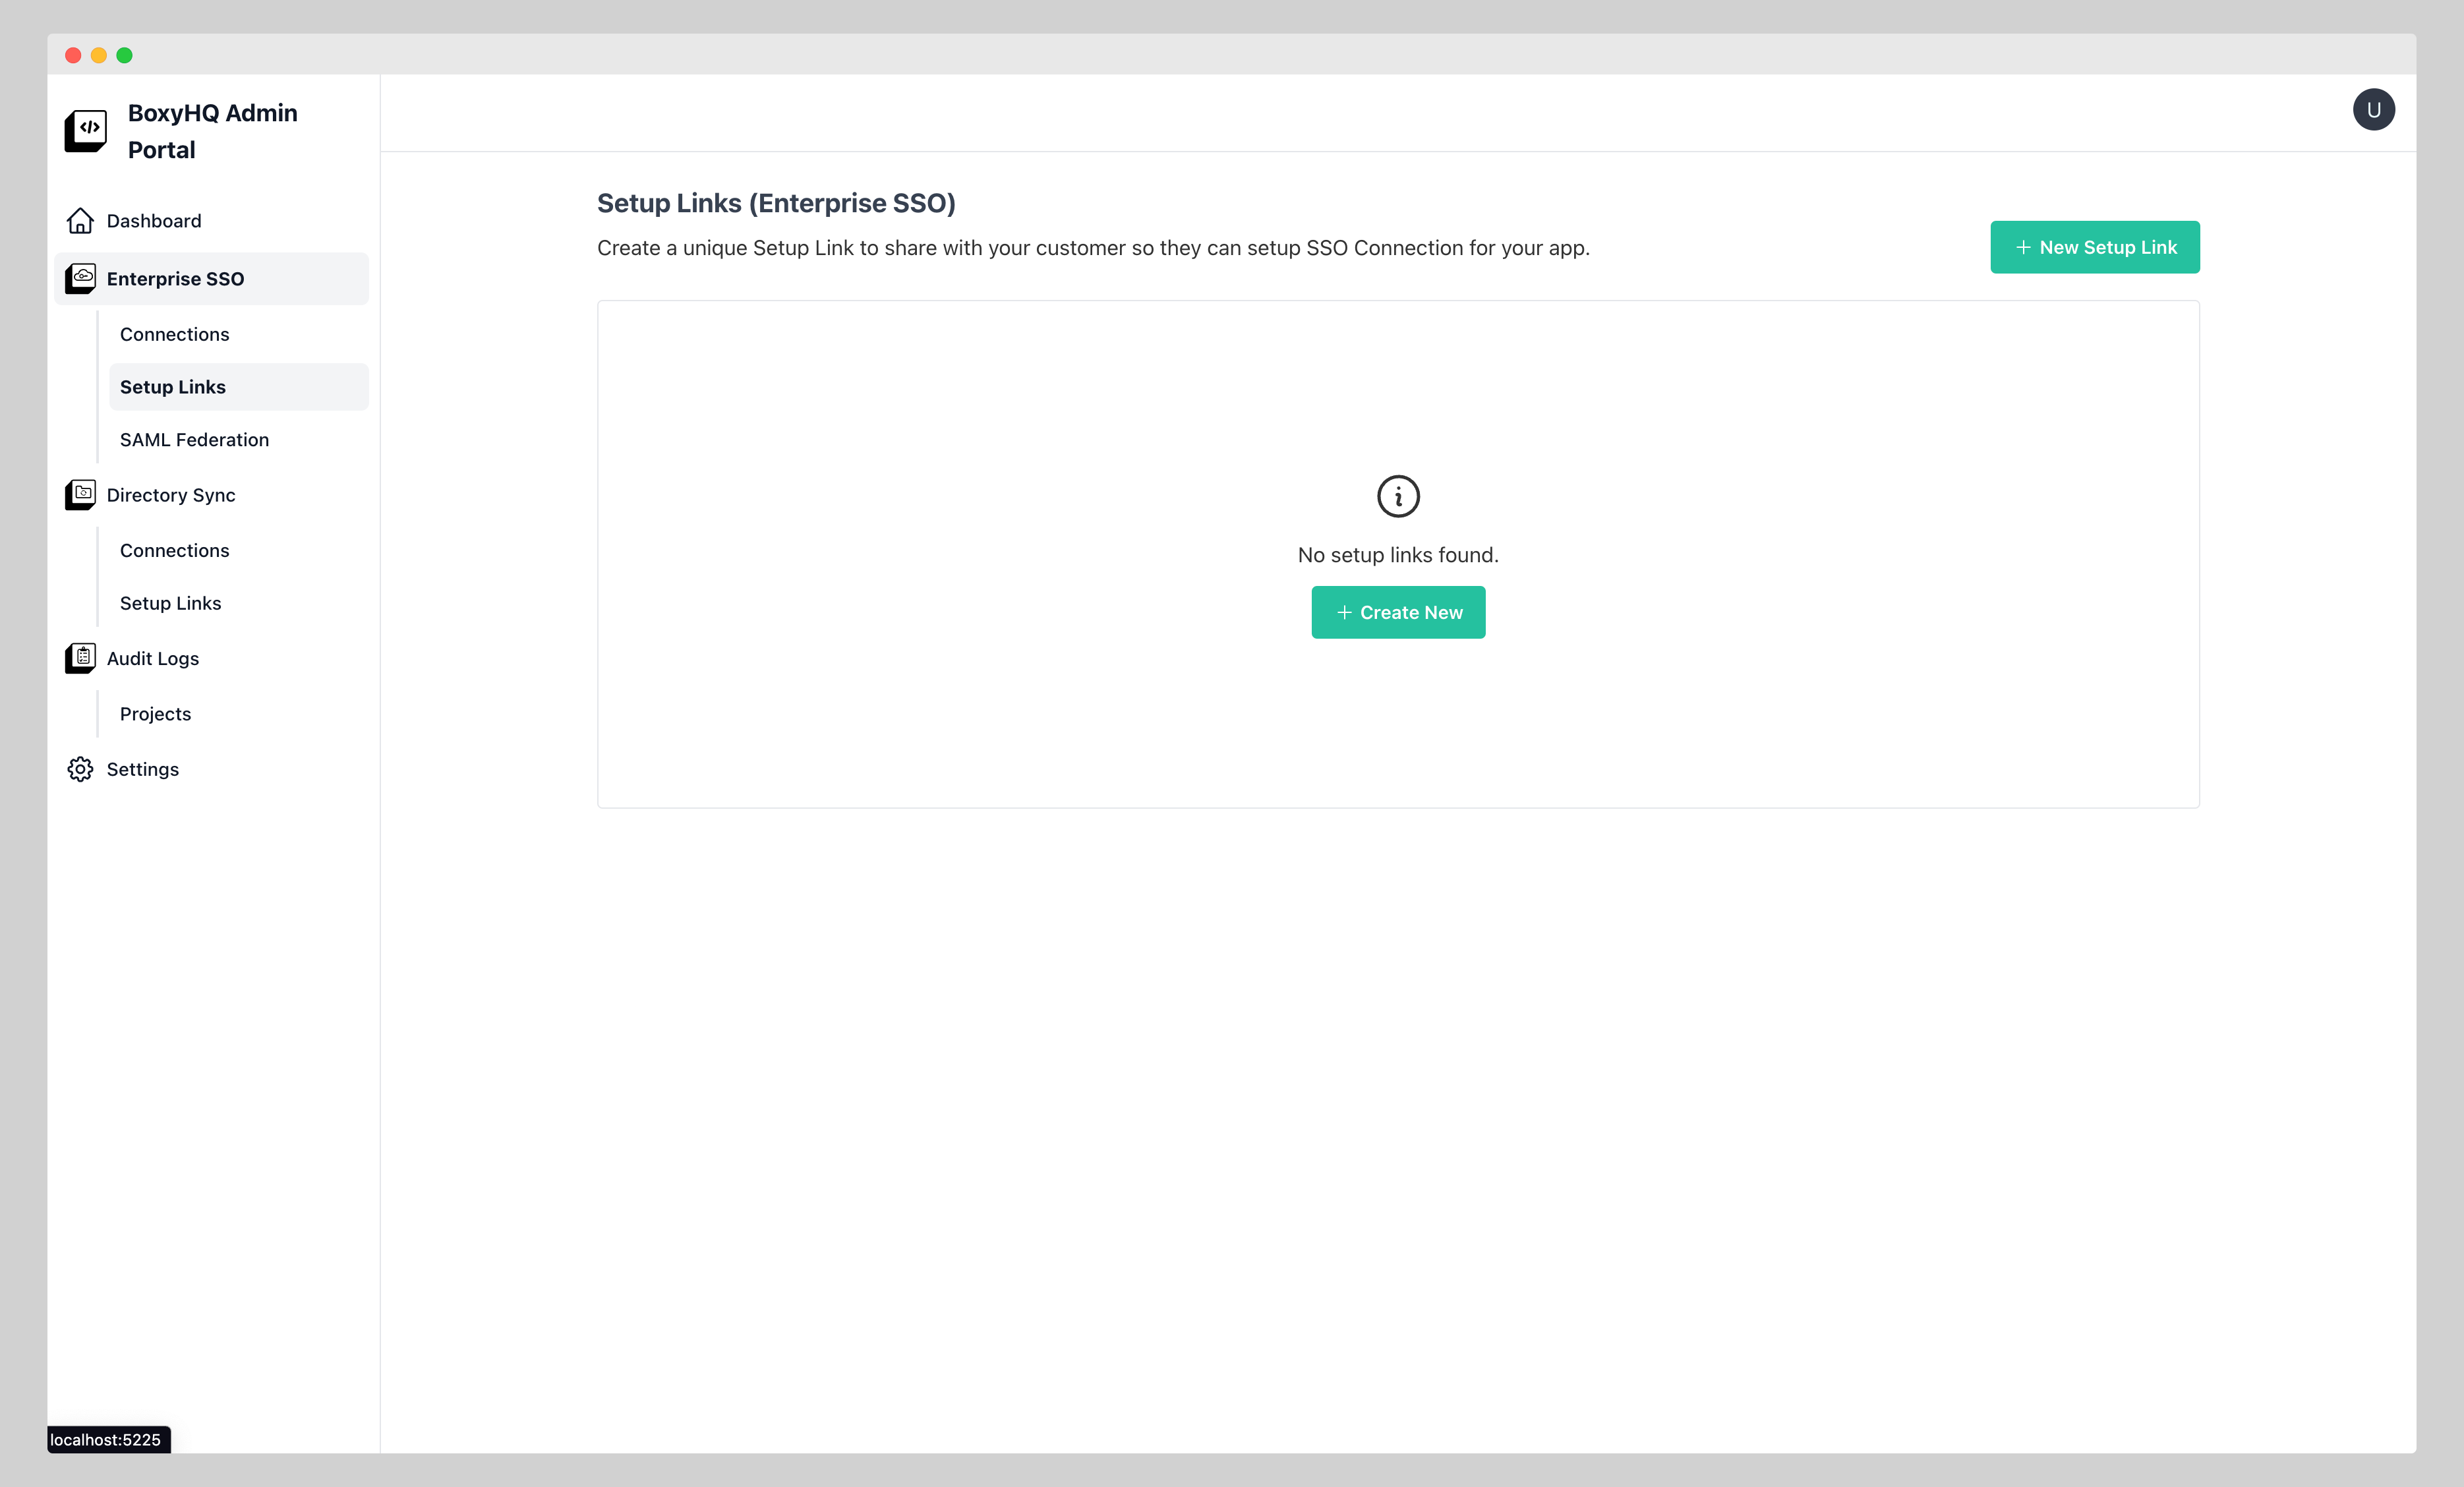 BoxyHQ Admin
Portal
U
Dashboard
Enterprise SSO
Connections
Setup Links
SAML Federation
Directory Sync
Connections
Setup Links
Audit Logs
Projects
Settings
Setup Links (Enterprise SSO)
Create a unique Setup Link to share with your customer so they can setup SSO Connection for your app.
+ New Setup Link
No setup links found.
+ Create New
localhost:5225